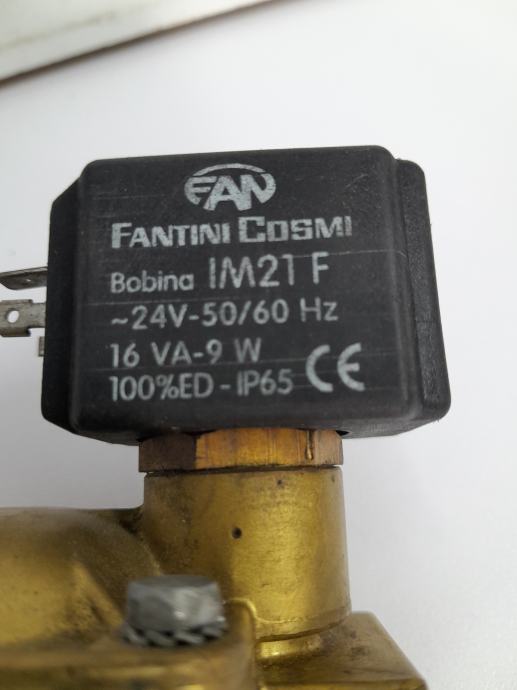 FAN
FANTINI COSMI
Bobina IM21 F
~24V-50/60 Hz
16 VA-9 W
100%ED-IP65 CE